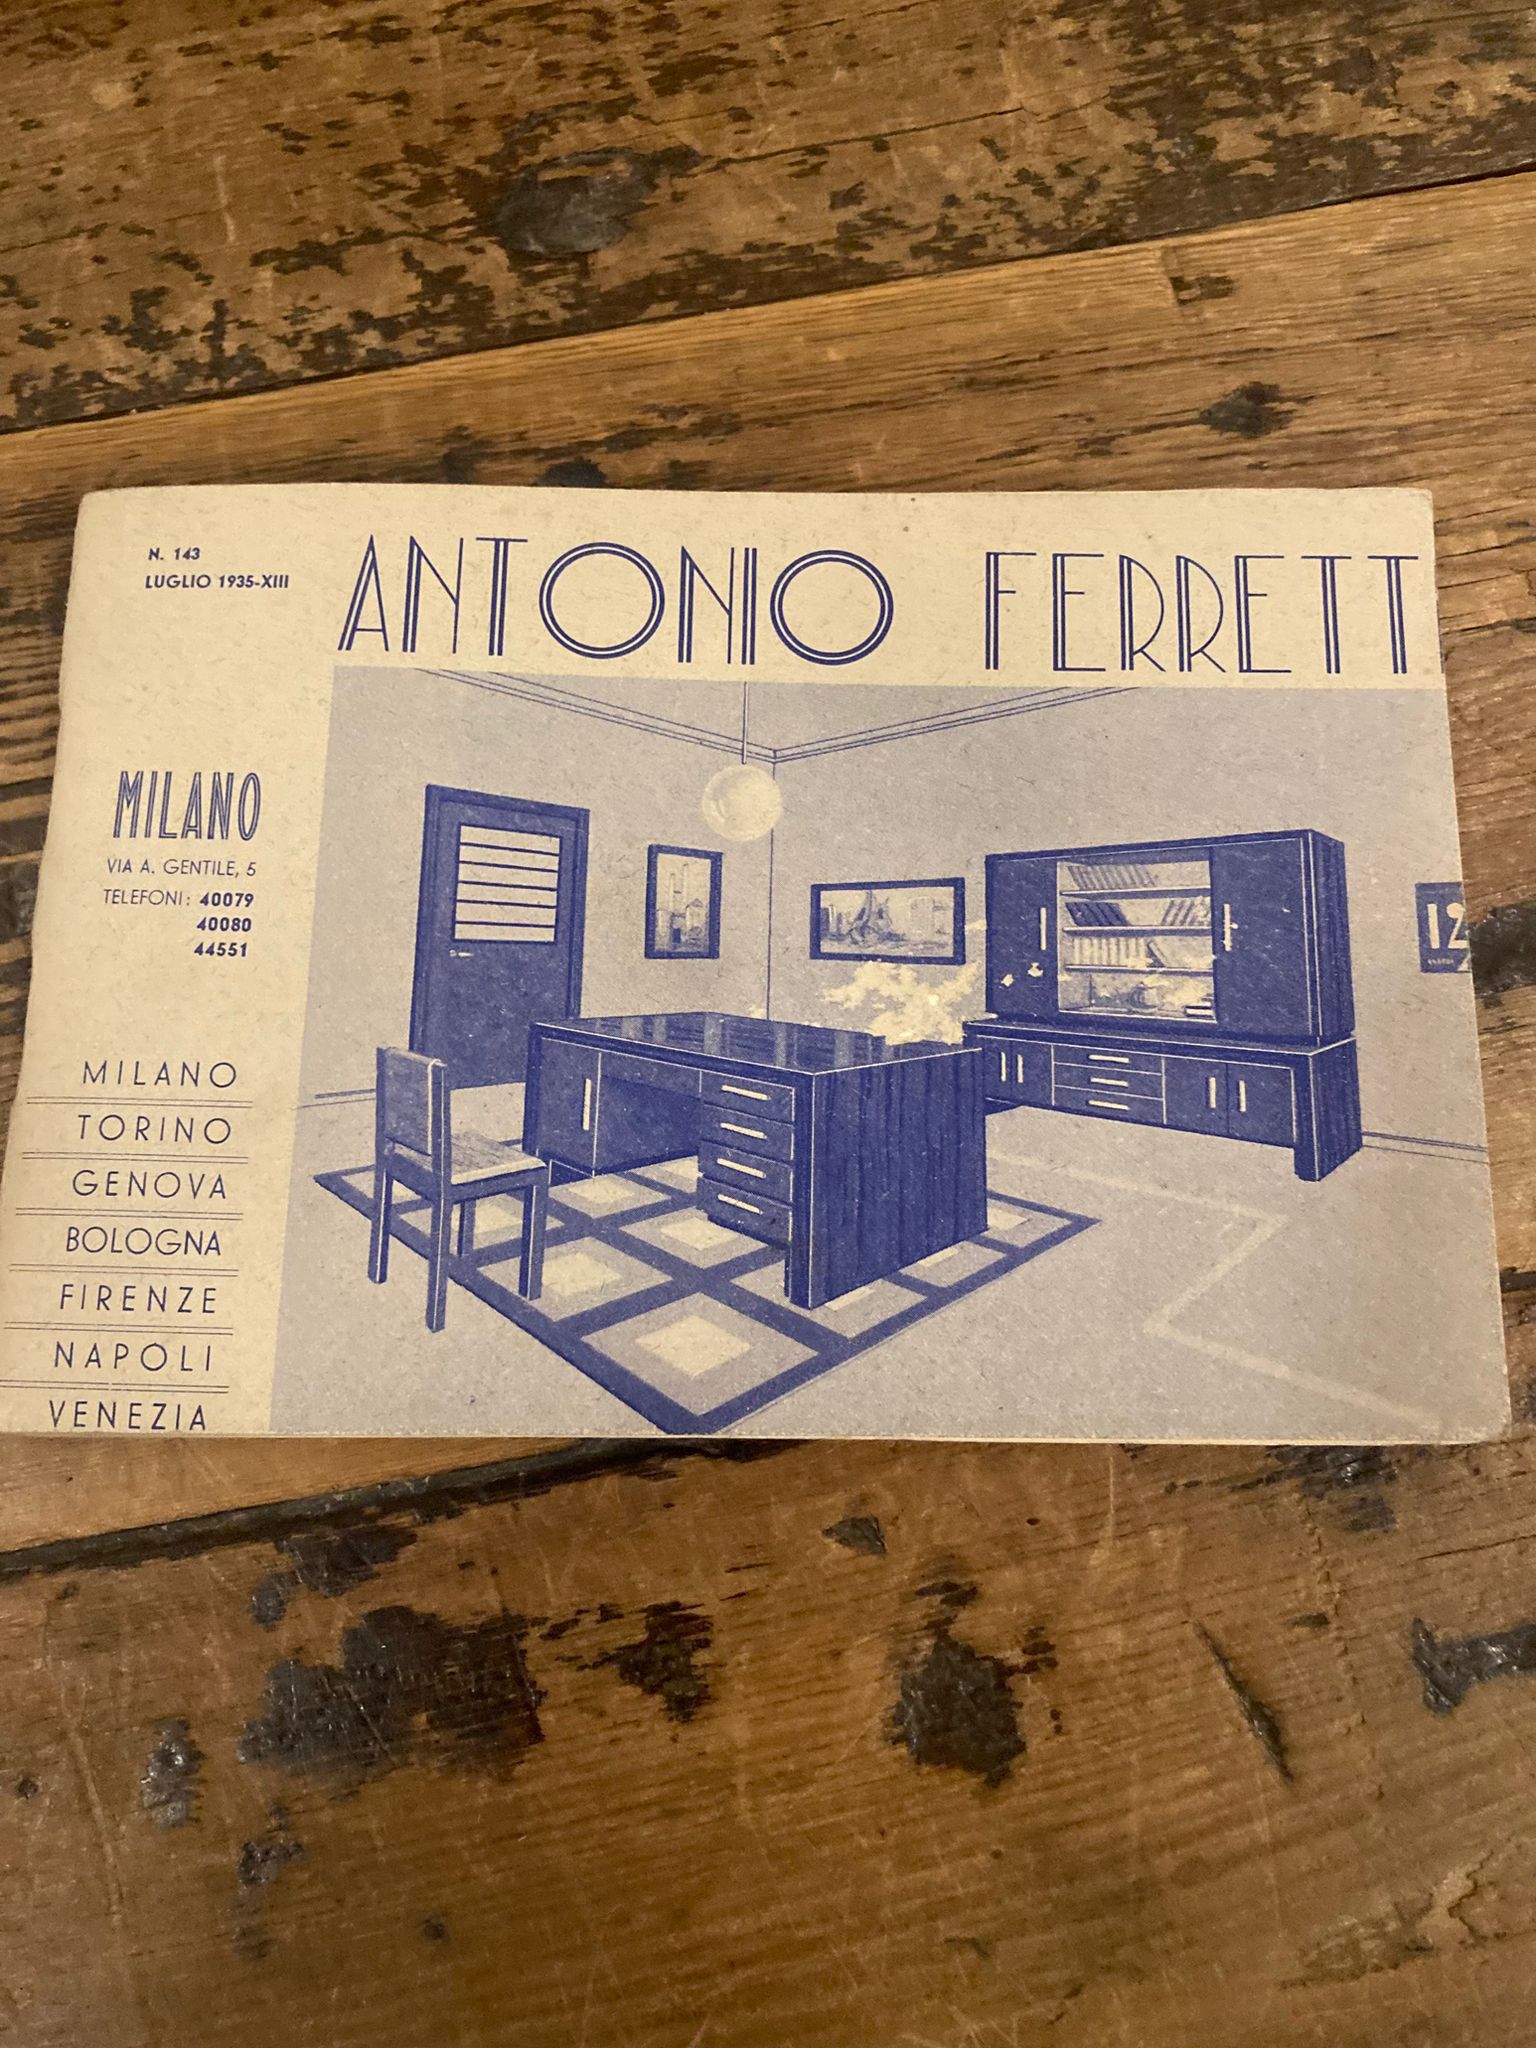 N. 143
LUGLIO 1935-XIII
ANTONIO FERRETT
MILANO
VIA A. GENTILE, 5
TELEFONI: 40079
40080
44551
MILANO
TORINO
GENOVA
BOLOGNA
FIRENZE
NAPOLI
VENEZIA
12